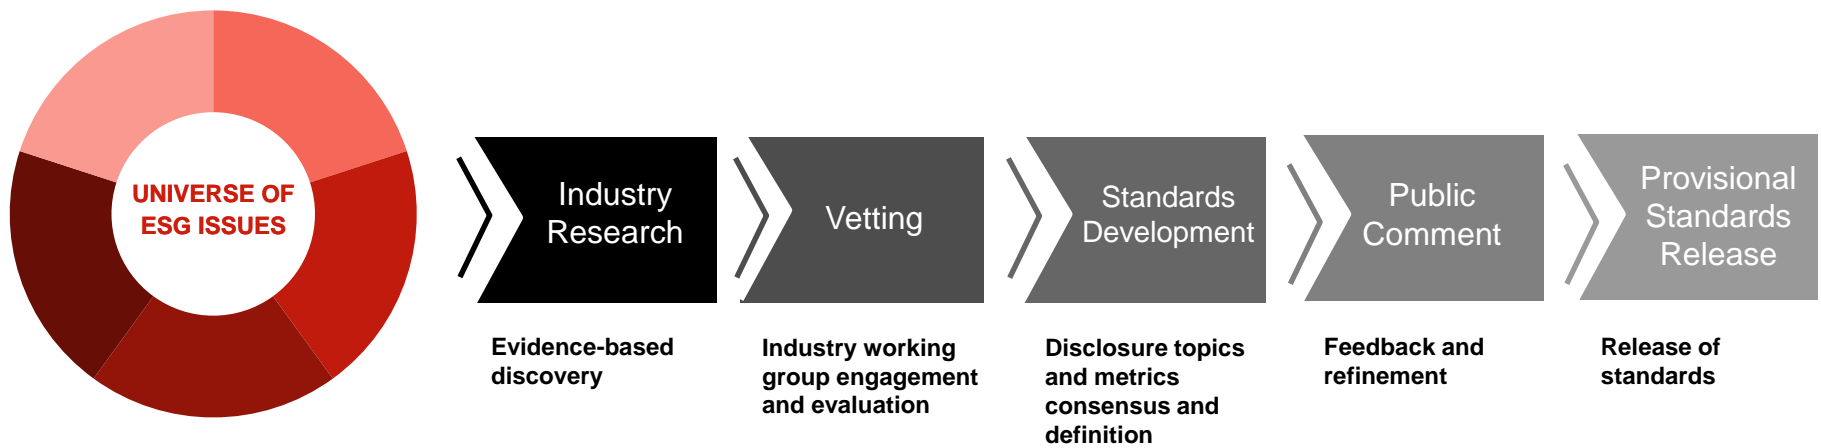 UNIVERSE OF
ESG ISSUES
Industry
Research
Evidence-based
discovery
Vetting
Industry working
group engagement
and evaluation
Standards
Development
Disclosure topics
and metrics
consensus and
definition
Public
Comment
Feedback and
refinement
Provisional
Standards
Release
Release of
standards